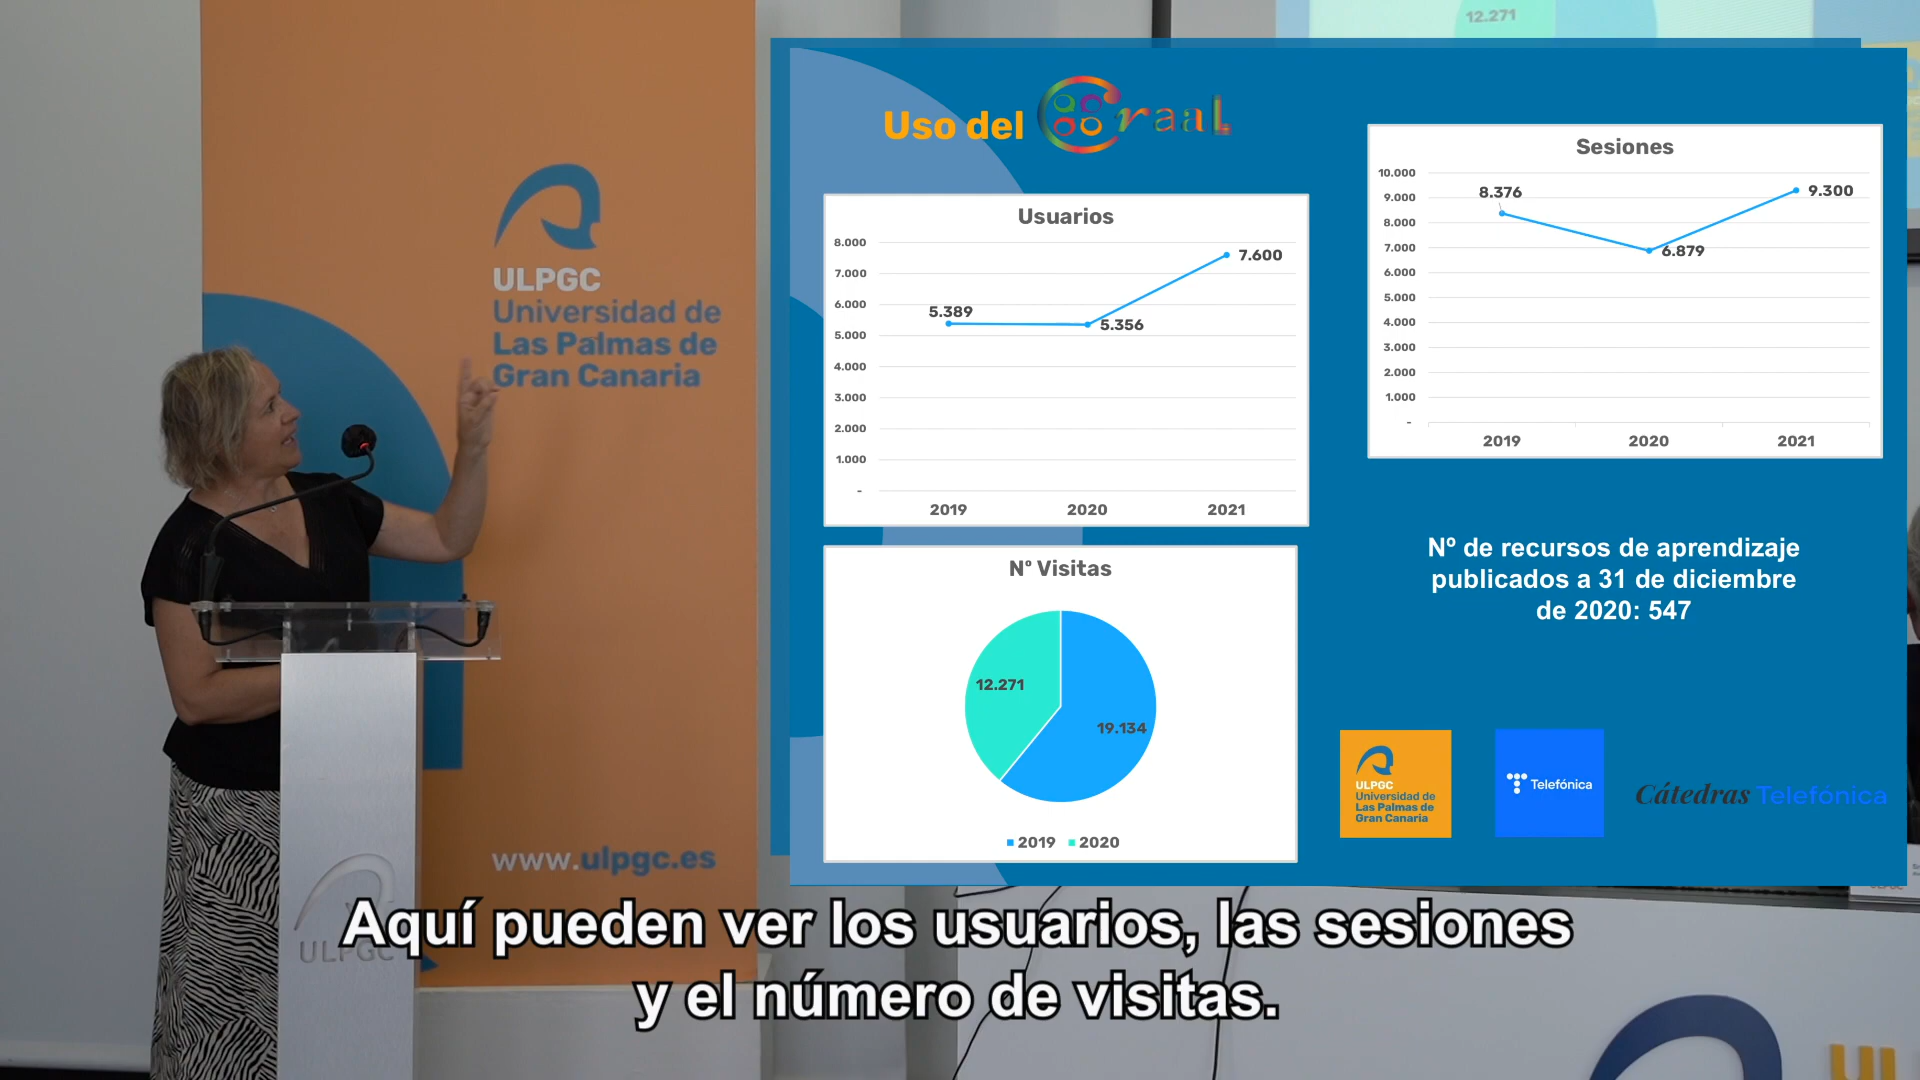 12.271
Uso del Graal
Usuarios
8.000
7.000
6.000
5.000
4.000
3.000
2.000
1.000
-
5.389
5.356
7.600
2019
2020
2021
Sesiones
10.000
9.000
8.000
7.000
6.000
5.000
4.000
3.000
2.000
1.000
-
8.376
6.879
9.300
2019
2020
2021
Nº Visitas
12.271
19.134
2019 2020
Nº de recursos de aprendizaje
publicados a 31 de diciembre
de 2020: 547
ULPGC
Universidad de
Las Palmas de
Gran Canaria
Telefónica
Cátedras Telefónica
ULPGC
Universidad de
Las Palmas de
Gran Canaria
www.ulpgc.es
ULPGC
Aquí pueden ver los usuarios, las sesiones
y el número de visitas.